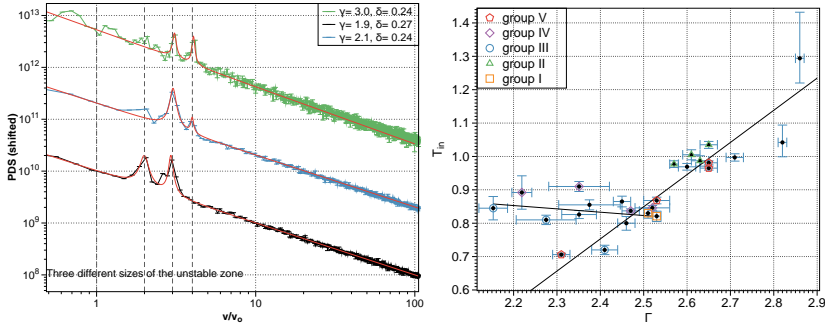 γ= 3.0, δ= 0.24
γ= 1.9, δ= 0.27
γ= 2.1, δ= 0.24
10^13
10^12
10^11
10^10
10^9
10^8
PDS (shifted)
Three different sizes of the unstable zone
1
10
100
ν/ν_o
group V
group IV
group III
group II
group I
1.4
1.3
1.2
1.1
1.0
0.9
0.8
0.7
0.6
T_in
2.2
2.3
2.4
2.5
2.6
2.7
2.8
2.9
Γ